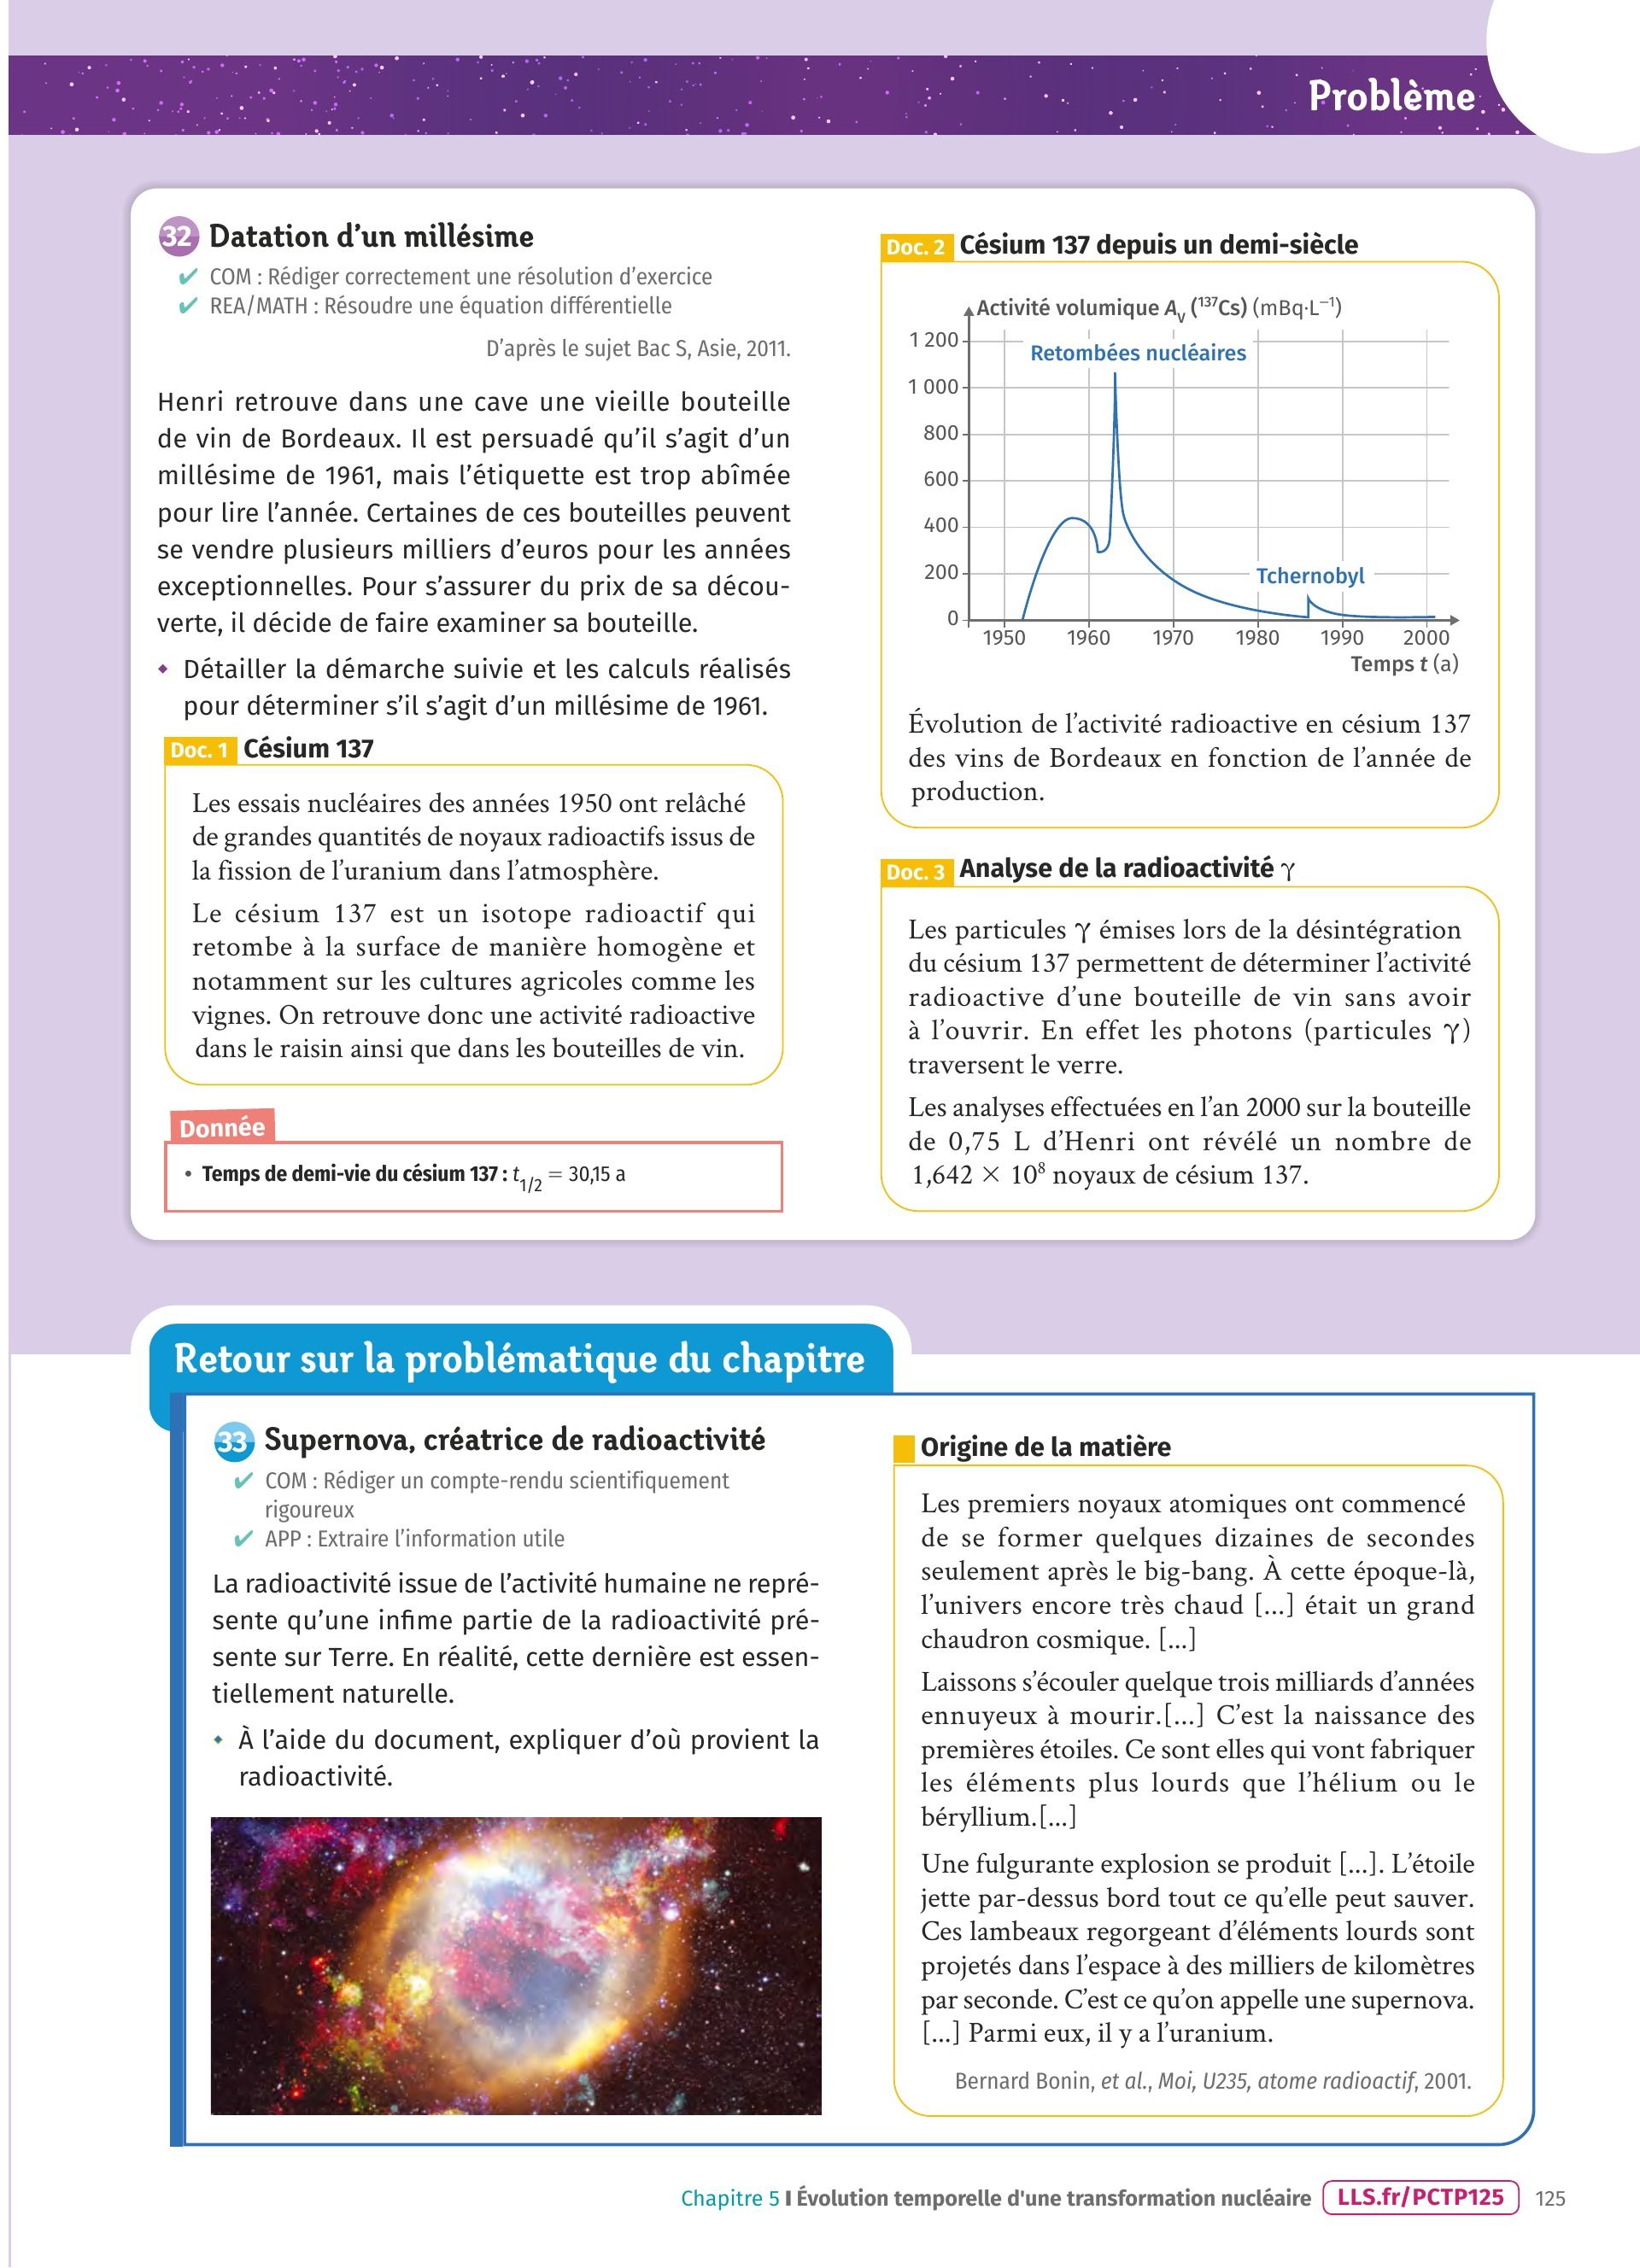 Problème
32 Datation d’un millésime
✔ COM : Rédiger correctement une résolution d’exercice
✔ REA/MATH : Résoudre une équation différentielle
D’après le sujet Bac S, Asie, 2011.
Henri retrouve dans une cave une vieille bouteille
de vin de Bordeaux. Il est persuadé qu’il s’agit d’un
millésime de 1961, mais l’étiquette est trop abîmée
pour lire l’année. Certaines de ces bouteilles peuvent
se vendre plusieurs milliers d’euros pour les années
exceptionnelles. Pour s’assurer du prix de sa décou-
verte, il décide de faire examiner sa bouteille.
Détailler la démarche suivie et les calculs réalisés
pour déterminer s’il s’agit d’un millésime de 1961.
Doc. 1 Césium 137
Les essais nucléaires des années 1950 ont relâché
de grandes quantités de noyaux radioactifs issus de
la fission de l’uranium dans l’atmosphère.
Le césium 137 est un isotope radioactif qui
retombe à la surface de manière homogène et
notamment sur les cultures agricoles comme les
vignes. On retrouve donc une activité radioactive
dans le raisin ainsi que dans les bouteilles de vin.
Donnée
• Temps de demi-vie du césium 137 : t1/2 = 30,15 a
Doc. 2 Césium 137 depuis un demi-siècle
Activité volumique Av (¹³⁷Cs) (mBq·L⁻¹)
1 200
Retombées nucléaires
1 000
800
600
400
200
Tchernobyl
0
1950 1960 1970 1980 1990 2000
Temps t (a)
Évolution de l’activité radioactive en césium 137
des vins de Bordeaux en fonction de l’année de
production.
Doc. 3 Analyse de la radioactivité γ
Les particules γ émises lors de la désintégration
du césium 137 permettent de déterminer l’activité
radioactive d’une bouteille de vin sans avoir
à l’ouvrir. En effet les photons (particules γ)
traversent le verre.
Les analyses effectuées en l’an 2000 sur la bouteille
de 0,75 L d’Henri ont révélé un nombre de
1,642 × 10⁸ noyaux de césium 137.
Retour sur la problématique du chapitre
33 Supernova, créatrice de radioactivité
✔ COM : Rédiger un compte-rendu scientifiquement
rigoureux
✔ APP : Extraire l’information utile
La radioactivité issue de l’activité humaine ne repré-
sente qu’une infime partie de la radioactivité pré-
sente sur Terre. En réalité, cette dernière est essen-
tiellement naturelle.
À l’aide du document, expliquer d’où provient la
radioactivité.
Origine de la matière
Les premiers noyaux atomiques ont commencé
de se former quelques dizaines de secondes
seulement après le big-bang. À cette époque-là,
l’univers encore très chaud [...] était un grand
chaudron cosmique. [...]
Laissons s’écouler quelque trois milliards d’années
ennuyeux à mourir.[...] C’est la naissance des
premières étoiles. Ce sont elles qui vont fabriquer
les éléments plus lourds que l’hélium ou le
béryllium.[...]
Une fulgurante explosion se produit [...]. L’étoile
jette par-dessus bord tout ce qu’elle peut sauver.
Ces lambeaux regorgeant d’éléments lourds sont
projetés dans l’espace à des milliers de kilomètres
par seconde. C’est ce qu’on appelle une supernova.
[...] Parmi eux, il y a l’uranium.
Bernard Bonin, et al., Moi, U235, atome radioactif, 2001.
Chapitre 5 I Évolution temporelle d'une transformation nucléaire LLS.fr/PCTP125 125